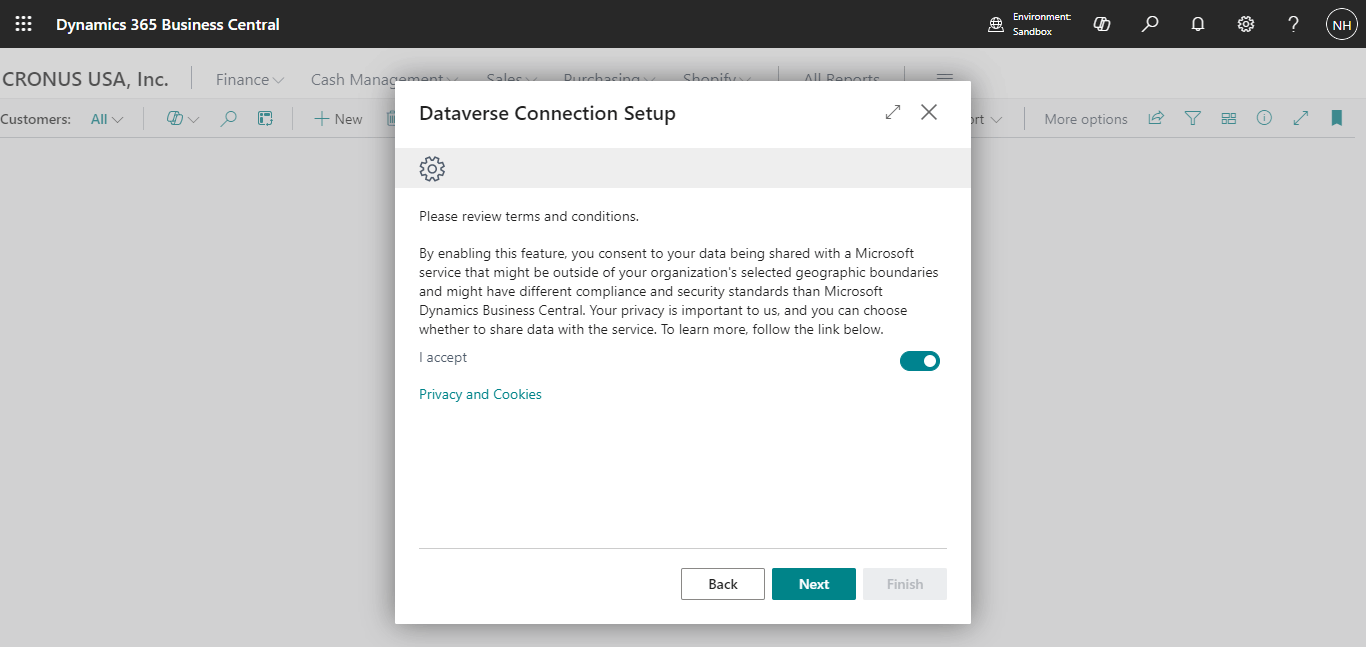 Dynamics 365 Business Central
Environment:
Sandbox
NH
CRONUS USA, Inc.
Finance
Cash Management
Sales
Purchasing
Shopify
All Reports
Customers:
All
New
More options
Dataverse Connection Setup
Please review terms and conditions.
By enabling this feature, you consent to your data being shared with a Microsoft
service that might be outside of your organization's selected geographic boundaries
and might have different compliance and security standards than Microsoft
Dynamics Business Central. Your privacy is important to us, and you can choose
whether to share data with the service. To learn more, follow the link below.
I accept
Privacy and Cookies
Back
Next
Finish